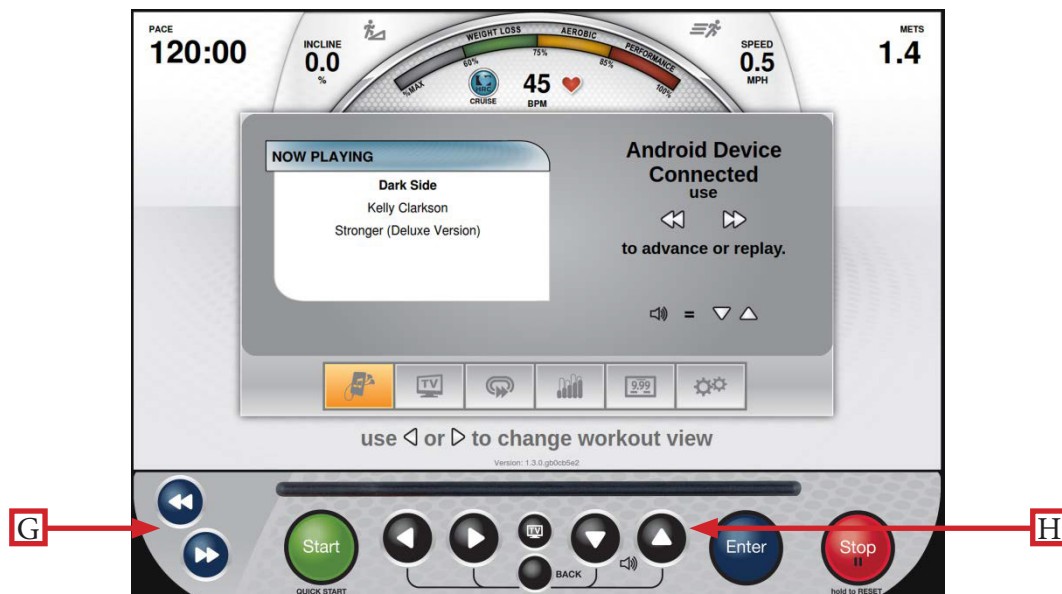 PACE
120:00
INCLINE
0.0
%
%MAX
60%
WEIGHT LOSS
75%
AEROBIC
85%
PERFORMANCE
100%
HRC
CRUISE
45
BPM
SPEED
0.5
MPH
METS
1.4
NOW PLAYING
Dark Side
Kelly Clarkson
Stronger (Deluxe Version)
Android Device
Connected
use
to advance or replay.
=
TV
9.99
use ◁ or ▷ to change workout view
Version: 1.3.0.gb0cb5e2
G
Start
QUICK START
TV
BACK
Enter
Stop
hold to RESET
H